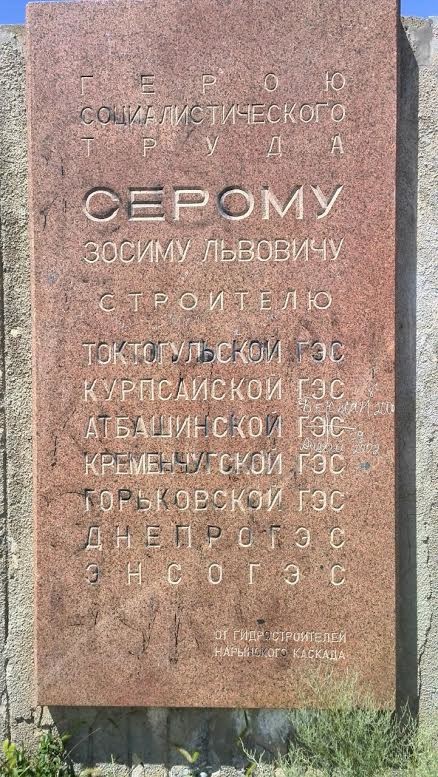 ГЕРОЮ
СОЦИАЛИСТИЧЕСКОГО
ТРУДА
СЕРОМУ
ЗОСИМУ ЛЬВОВИЧУ
СТРОИТЕЛЮ
ТОКТОГУЛЬСКОЙ ГЭС
КУРПСАЙСКОЙ ГЭС
АТБАШИНСКОЙ ГЭС
КРЕМЕНЧУГСКОЙ ГЭС
ГОРЬКОВСКОЙ ГЭС
ДНЕПРОГЭС
ЭНСОГЭС
ОТ ГИДРОСТРОИТЕЛЕЙ
НАРЫНСКОГО КАСКАДА